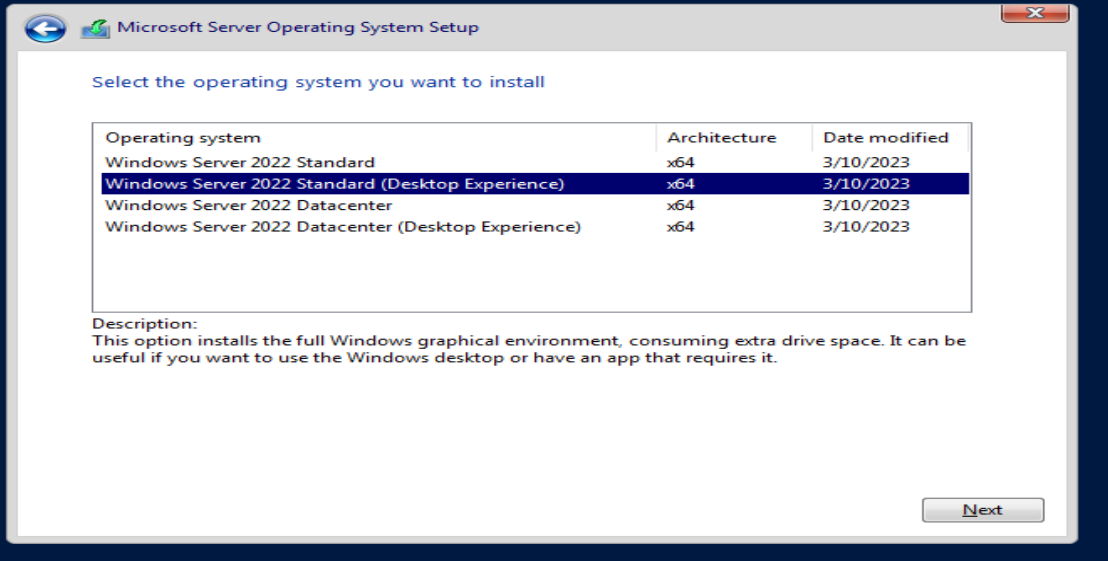 Microsoft Server Operating System Setup
Select the operating system you want to install
Operating system Architecture Date modified
Windows Server 2022 Standard x64 3/10/2023
Windows Server 2022 Standard (Desktop Experience) x64 3/10/2023
Windows Server 2022 Datacenter x64 3/10/2023
Windows Server 2022 Datacenter (Desktop Experience) x64 3/10/2023
Description:
This option installs the full Windows graphical environment, consuming extra drive space. It can be
useful if you want to use the Windows desktop or have an app that requires it.
Next